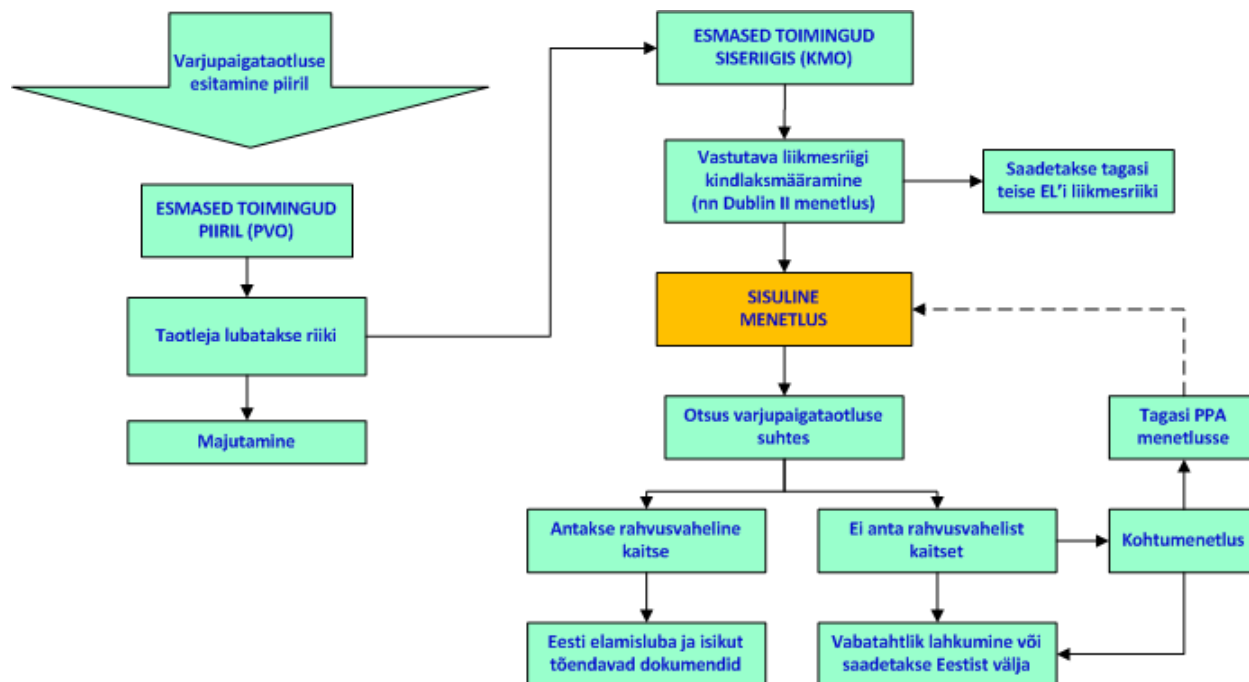 Varjupaigataotluse
esitamine piiril
ESMASED TOIMINGUD
PIIRIL (PVO)
Taotleja lubatakse riiki
Majutamine
ESMASED TOIMINGUD
SISERIIGIS (KMO)
Vastutava liikmesriigi
kindlaksmääramine
(nn Dublin II menetlus)
Saadetakse tagasi
teise EL'i liikmesriiki
SISULINE
MENETLUS
Otsus varjupaigataotluse
suhtes
Tagasi PPA
menetlusse
Antakse rahvusvaheline
kaitse
Ei anta rahvusvahelist
kaitset
Kohtumenetlus
Eesti elamisluba ja isikut
tõendavad dokumendid
Vabatahtlik lahkumine või
saadetakse Eestist välja